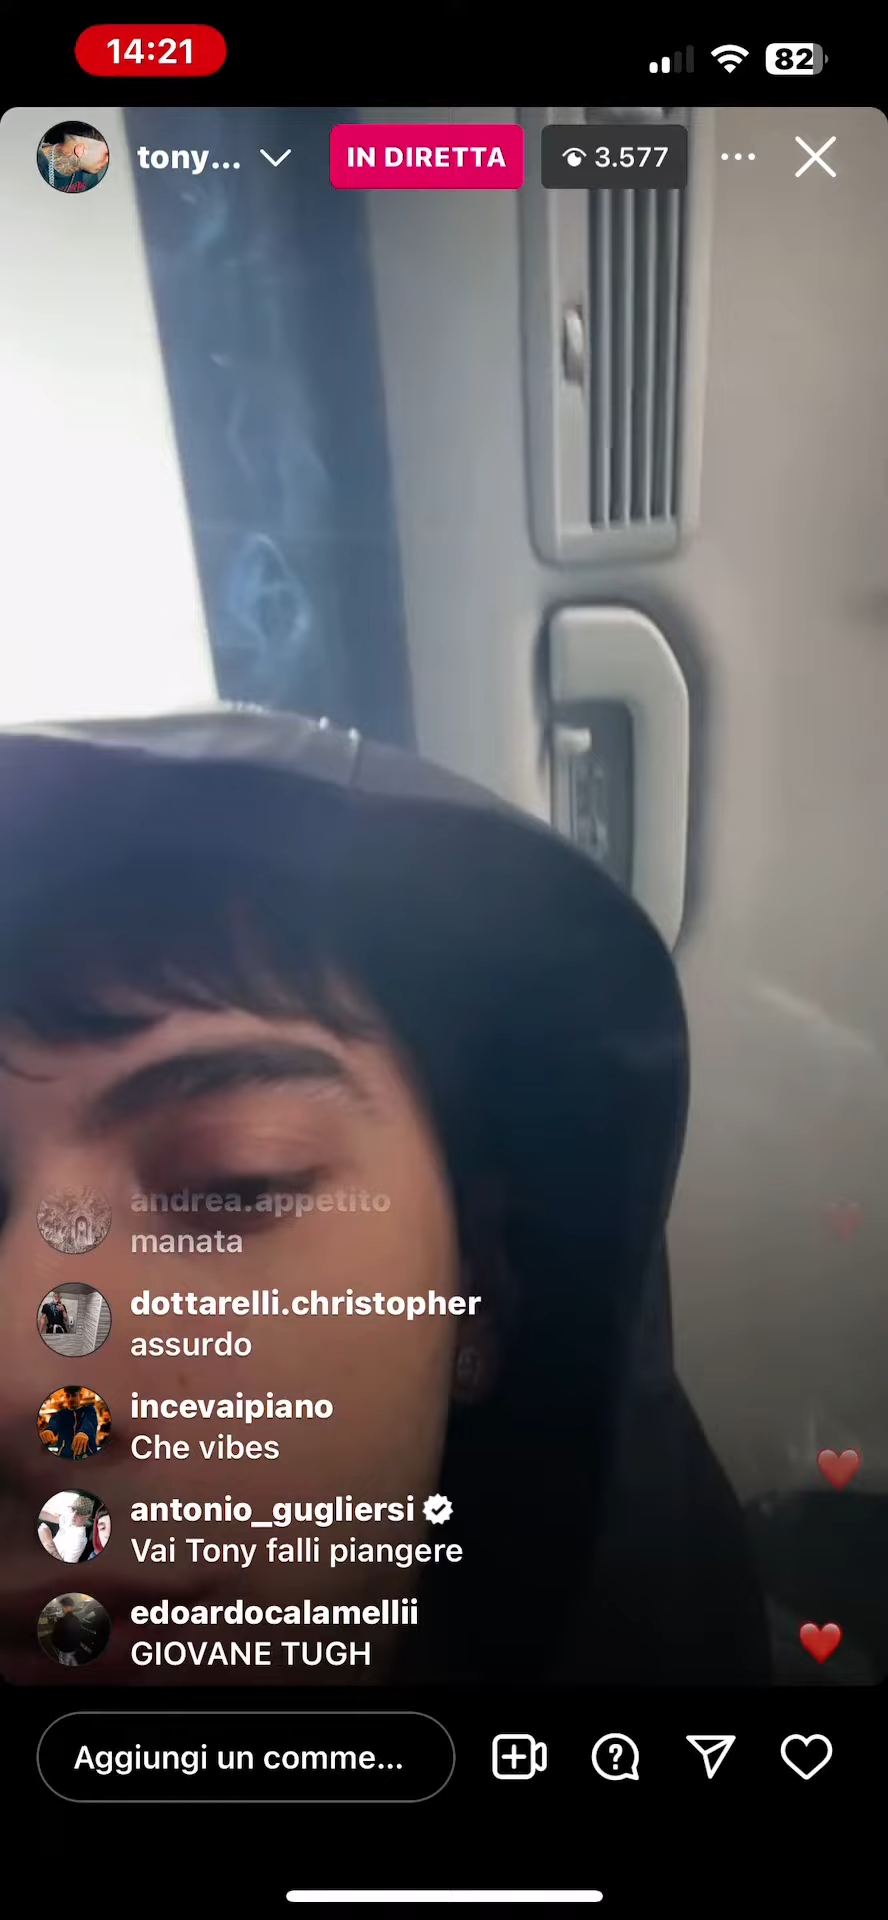 14:21
82
tony...
IN DIRETTA
3.577
andrea.appetito
manata
dottarelli.christopher
assurdo
incevaipiano
Che vibes
antonio_gugliersi
Vai Tony falli piangere
edoardocalamellii
GIOVANE TUGH
Aggiungi un comme...